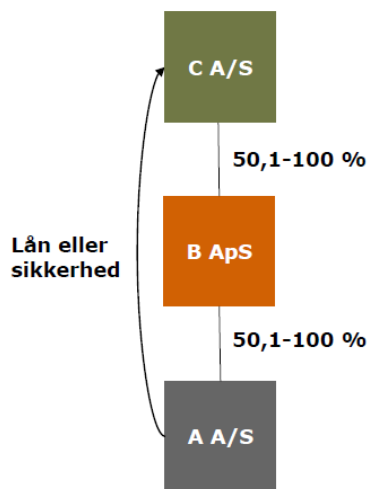 C A/S
50,1-100 %
Lån eller
sikkerhed
B ApS
50,1-100 %
A A/S